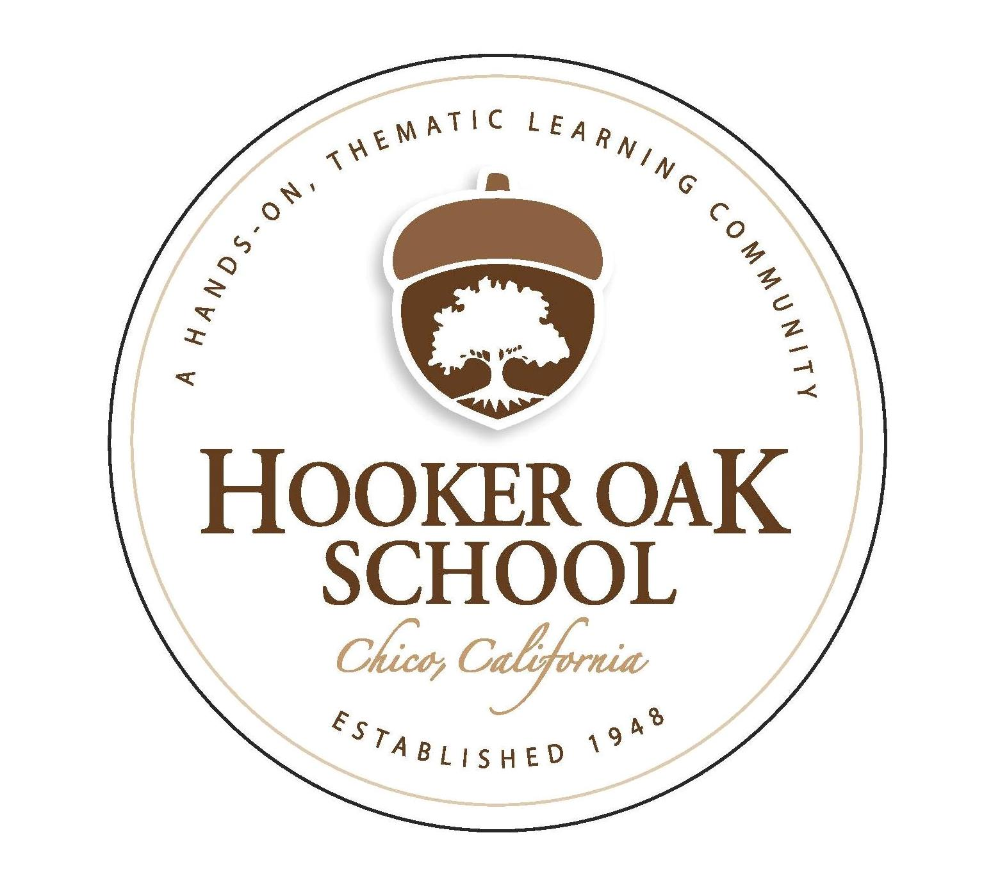 A HANDS-ON, THEMATIC LEARNING COMMUNITY
HOOKER OAK
SCHOOL
Chico, California
ESTABLISHED 1948